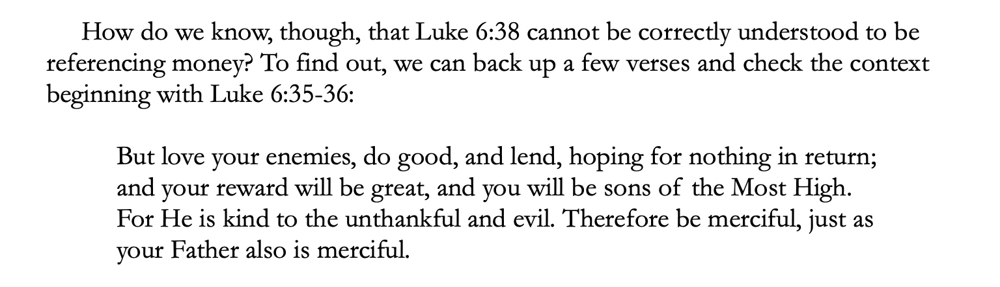 How do we know, though, that Luke 6:38 cannot be correctly understood to be
referencing money? To find out, we can back up a few verses and check the context
beginning with Luke 6:35-36:
But love your enemies, do good, and lend, hoping for nothing in return;
and your reward will be great, and you will be sons of the Most High.
For He is kind to the unthankful and evil. Therefore be merciful, just as
your Father also is merciful.